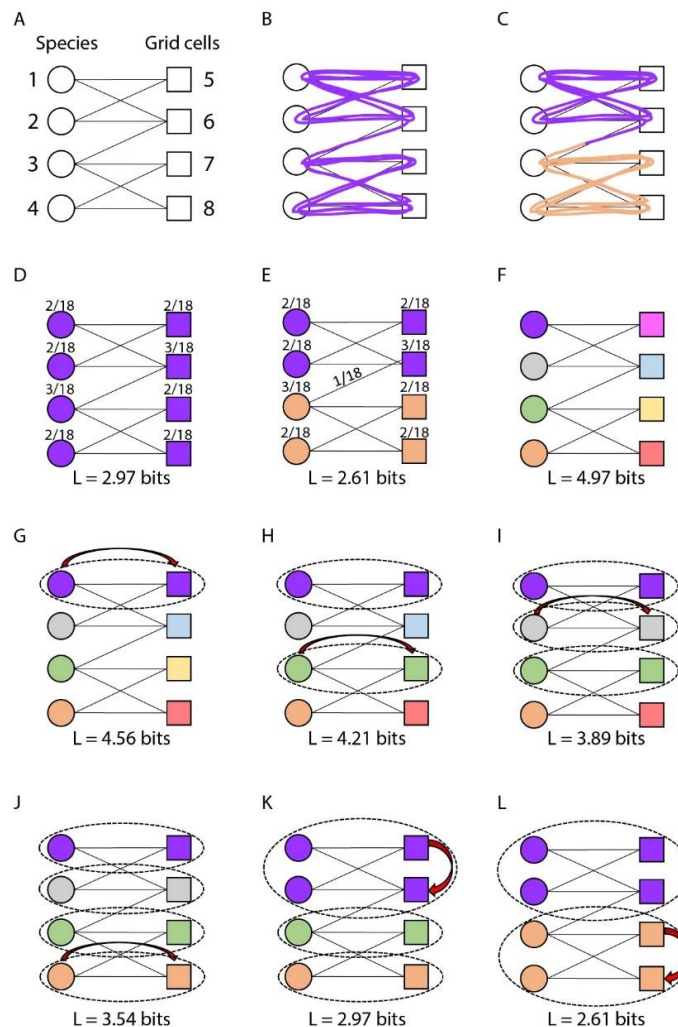 A
Species Grid cells
1 5
2 6
3 7
4 8
B
C
D
2/18 2/18
2/18 3/18
3/18 2/18
2/18 2/18
L = 2.97 bits
E
2/18 2/18
2/18 3/18
1/18
3/18 2/18
2/18 2/18
L = 2.61 bits
F
L = 4.97 bits
G
L = 4.56 bits
H
L = 4.21 bits
I
L = 3.89 bits
J
L = 3.54 bits
K
L = 2.97 bits
L
L = 2.61 bits